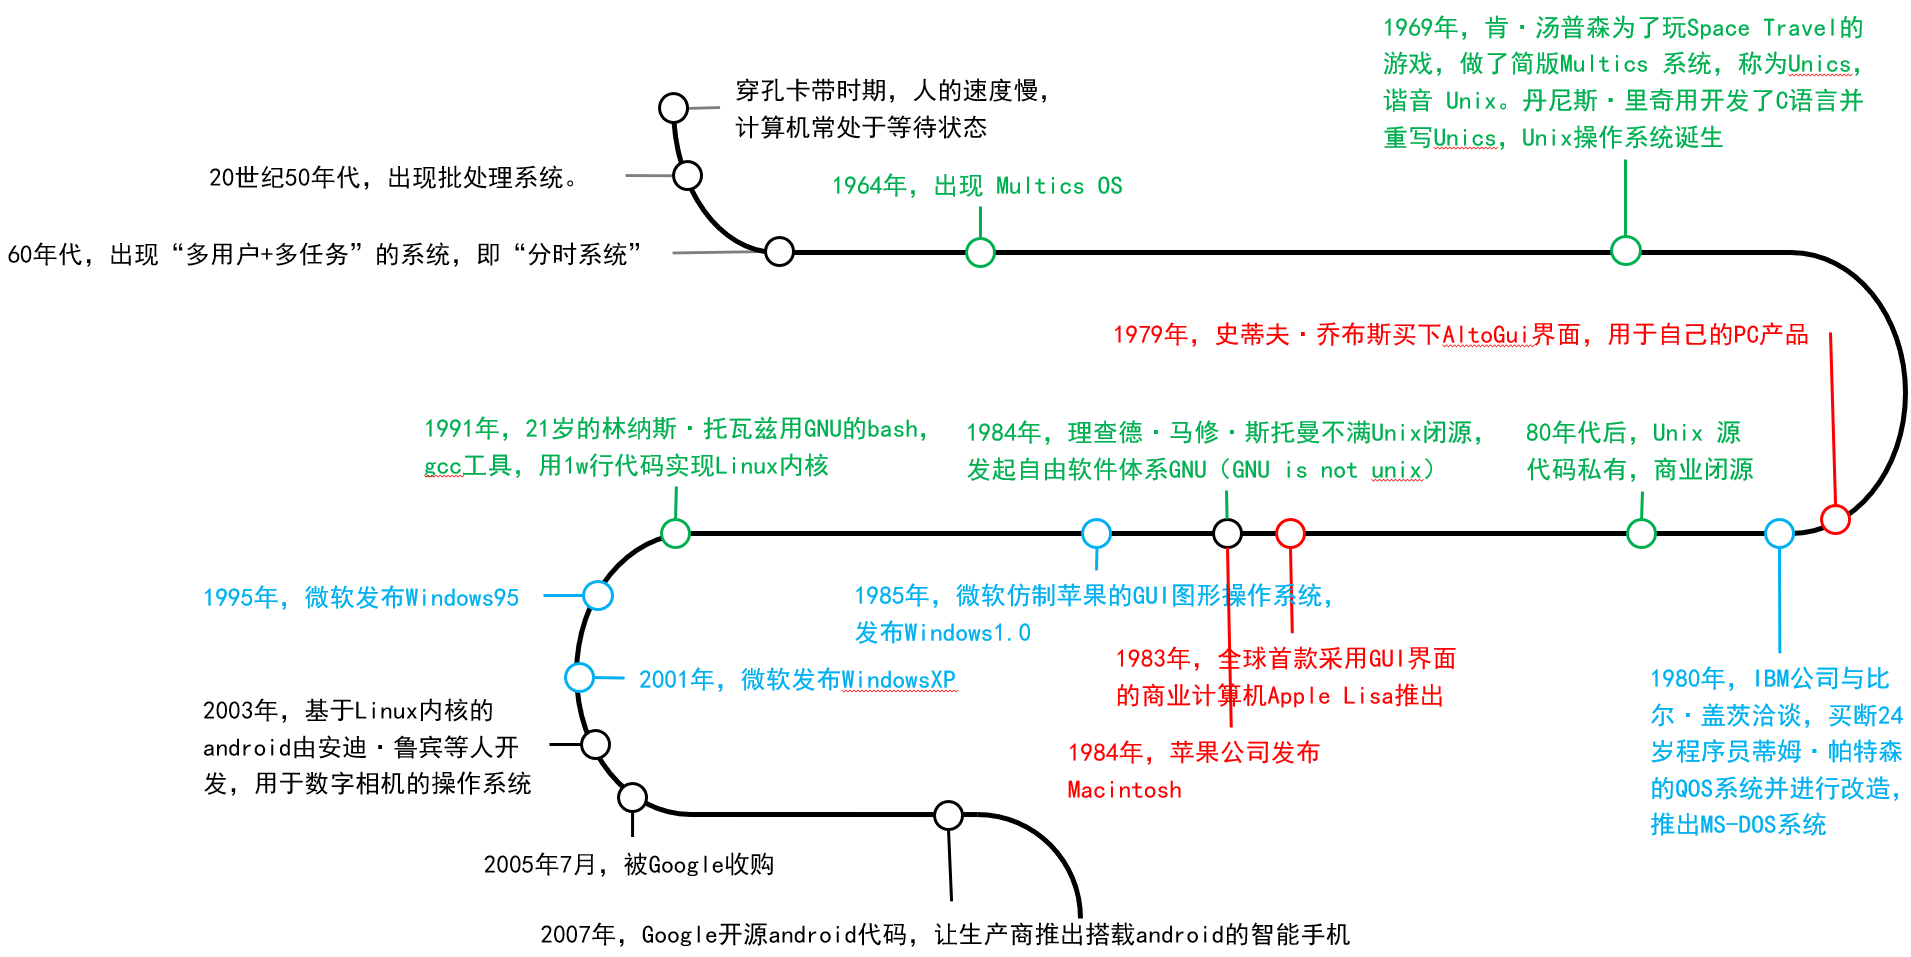 穿孔卡带时期，人的速度慢，
计算机常处于等待状态
20世纪50年代，出现批处理系统。
60年代，出现“多用户+多任务”的系统，即“分时系统”
1964年，出现 Multics OS
1969年，肯·汤普森为了玩Space Travel的
游戏，做了简版Multics 系统，称为Unics，
谐音 Unix。丹尼斯·里奇用开发了C语言并
重写Unics，Unix操作系统诞生
1979年，史蒂夫·乔布斯买下AltoGui界面，用于自己的PC产品
1980年，IBM公司与比
尔·盖茨洽谈，买断24
岁程序员蒂姆·帕特森
的QOS系统并进行改造，
推出MS-DOS系统
80年代后，Unix 源
代码私有，商业闭源
1983年，全球首款采用GUI界面
的商业计算机Apple Lisa推出
1984年，理查德·马修·斯托曼不满Unix闭源，
发起自由软件体系GNU（GNU is not unix）
1984年，苹果公司发布
Macintosh
1985年，微软仿制苹果的GUI图形操作系统，
发布Windows1.0
1991年，21岁的林纳斯·托瓦兹用GNU的bash，
gcc工具，用1w行代码实现Linux内核
1995年，微软发布Windows95
2001年，微软发布WindowsXP
2003年，基于Linux内核的
android由安迪·鲁宾等人开
发，用于数字相机的操作系统
2005年7月，被Google收购
2007年，Google开源android代码，让生产商推出搭载android的智能手机